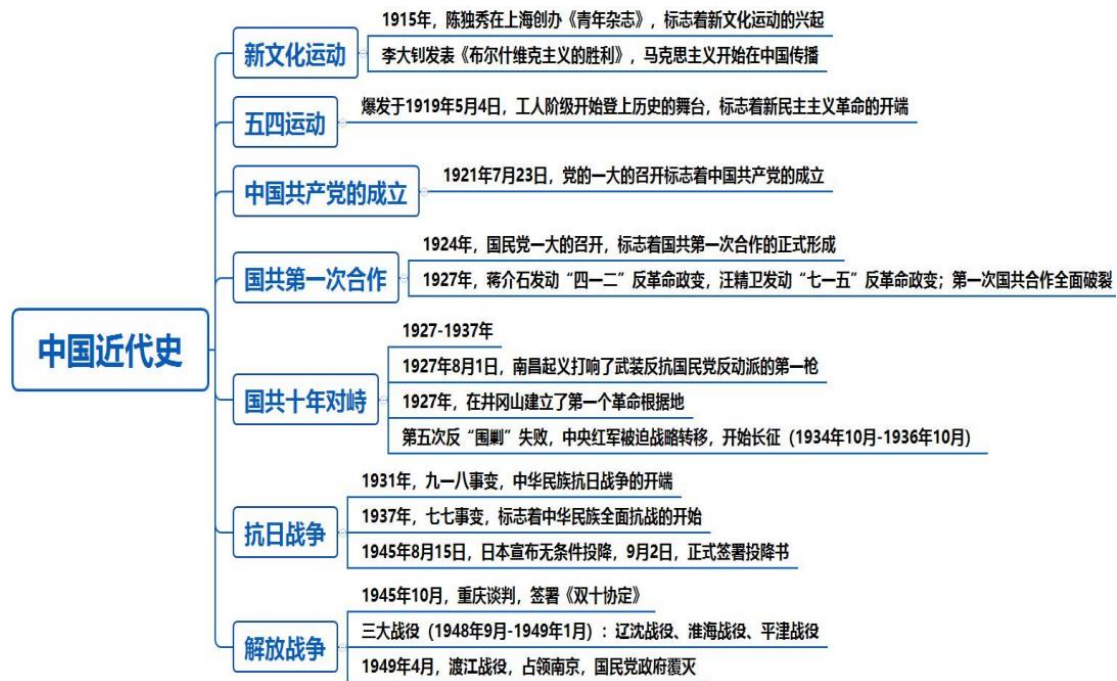 中国近代史
新文化运动
1915年，陈独秀在上海创办《青年杂志》，标志着新文化运动的兴起
李大钊发表《布尔什维克主义的胜利》，马克思主义开始在中国传播
五四运动
爆发于1919年5月4日，工人阶级开始登上历史的舞台，标志着新民主主义革命的开端
中国共产党的成立
1921年7月23日，党的一大的召开标志着中国共产党的成立
国共第一次合作
1924年，国民党一大的召开，标志着国共第一次合作的正式形成
1927年，蒋介石发动“四一二”反革命政变，汪精卫发动“七一五”反革命政变；第一次国共合作全面破裂
国共十年对峙
1927-1937年
1927年8月1日，南昌起义打响了武装反抗国民党反动派的第一枪
1927年，在井冈山建立了第一个革命根据地
第五次反“围剿”失败，中央红军被迫战略转移，开始长征（1934年10月-1936年10月）
抗日战争
1931年，九一八事变，中华民族抗日战争的开端
1937年，七七事变，标志着中华民族全面抗战的开始
1945年8月15日，日本宣布无条件投降，9月2日，正式签署投降书
解放战争
1945年10月，重庆谈判，签署《双十协定》
三大战役（1948年9月-1949年1月）：辽沈战役、淮海战役、平津战役
1949年4月，渡江战役，占领南京，国民党政府覆灭